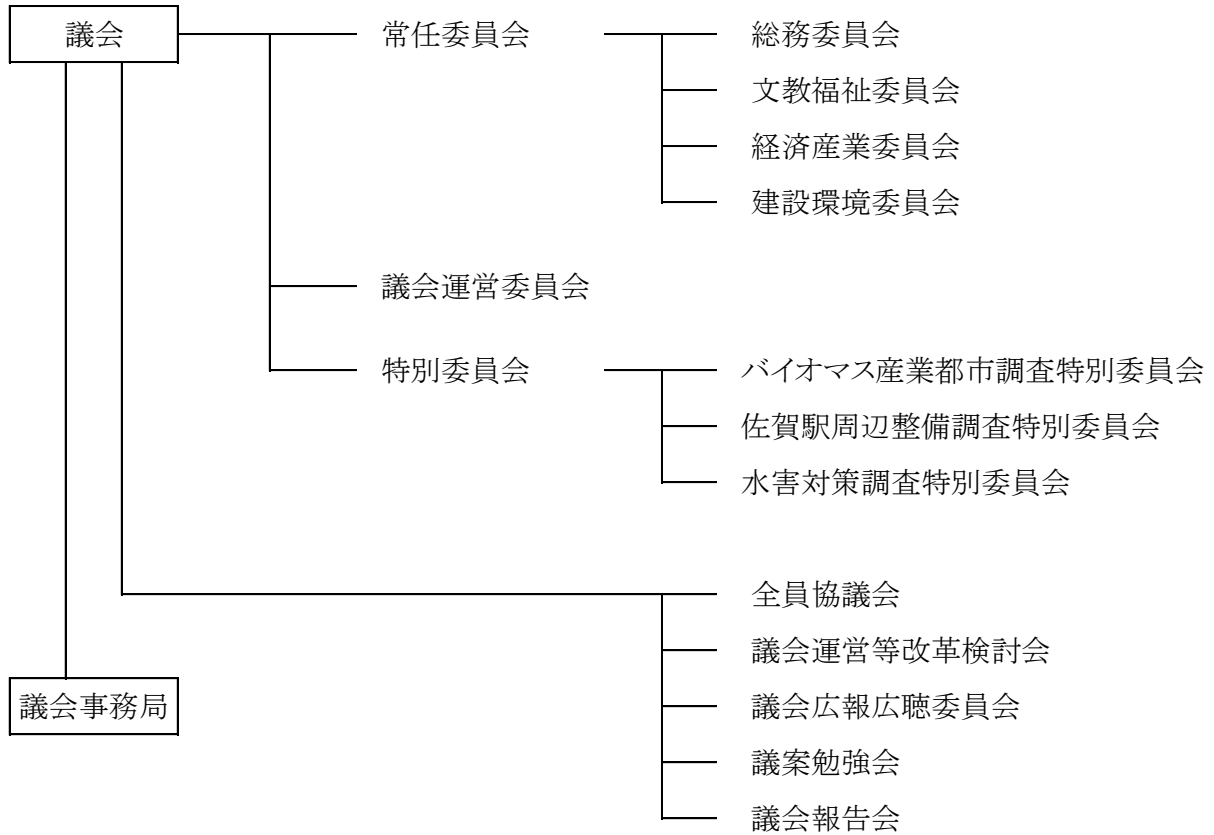 議会
常任委員会
総務委員会
文教福祉委員会
経済産業委員会
建設環境委員会
議会運営委員会
特別委員会
バイオマス産業都市調査特別委員会
佐賀駅周辺整備調査特別委員会
水害対策調査特別委員会
全員協議会
議会運営等改革検討会
議会広報広聴委員会
議案勉強会
議会報告会
議会事務局